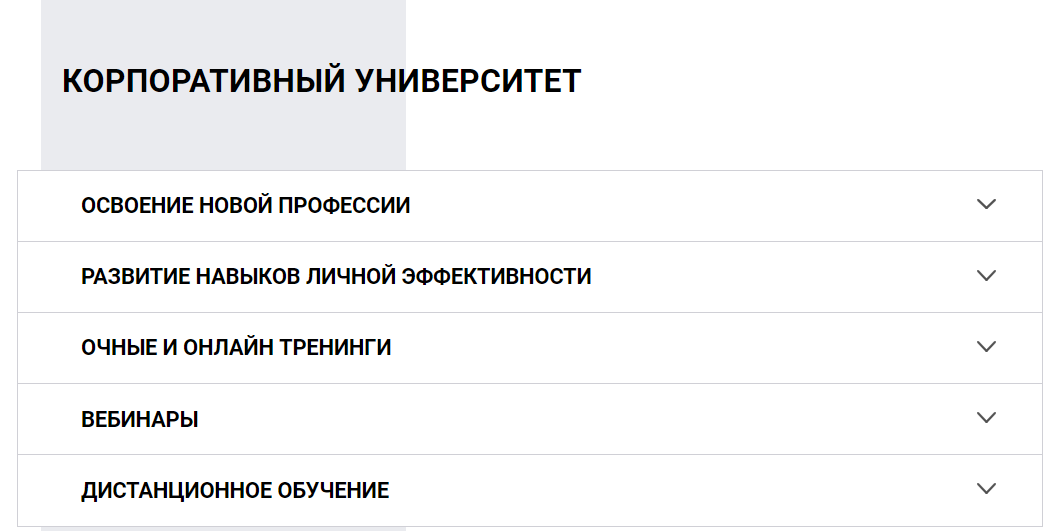 КОРПОРАТИВНЫЙ УНИВЕРСИТЕТ
ОСВОЕНИЕ НОВОЙ ПРОФЕССИИ
РАЗВИТИЕ НАВЫКОВ ЛИЧНОЙ ЭФФЕКТИВНОСТИ
ОЧНЫЕ И ОНЛАЙН ТРЕНИНГИ
ВЕБИНАРЫ
ДИСТАНЦИОННОЕ ОБУЧЕНИЕ